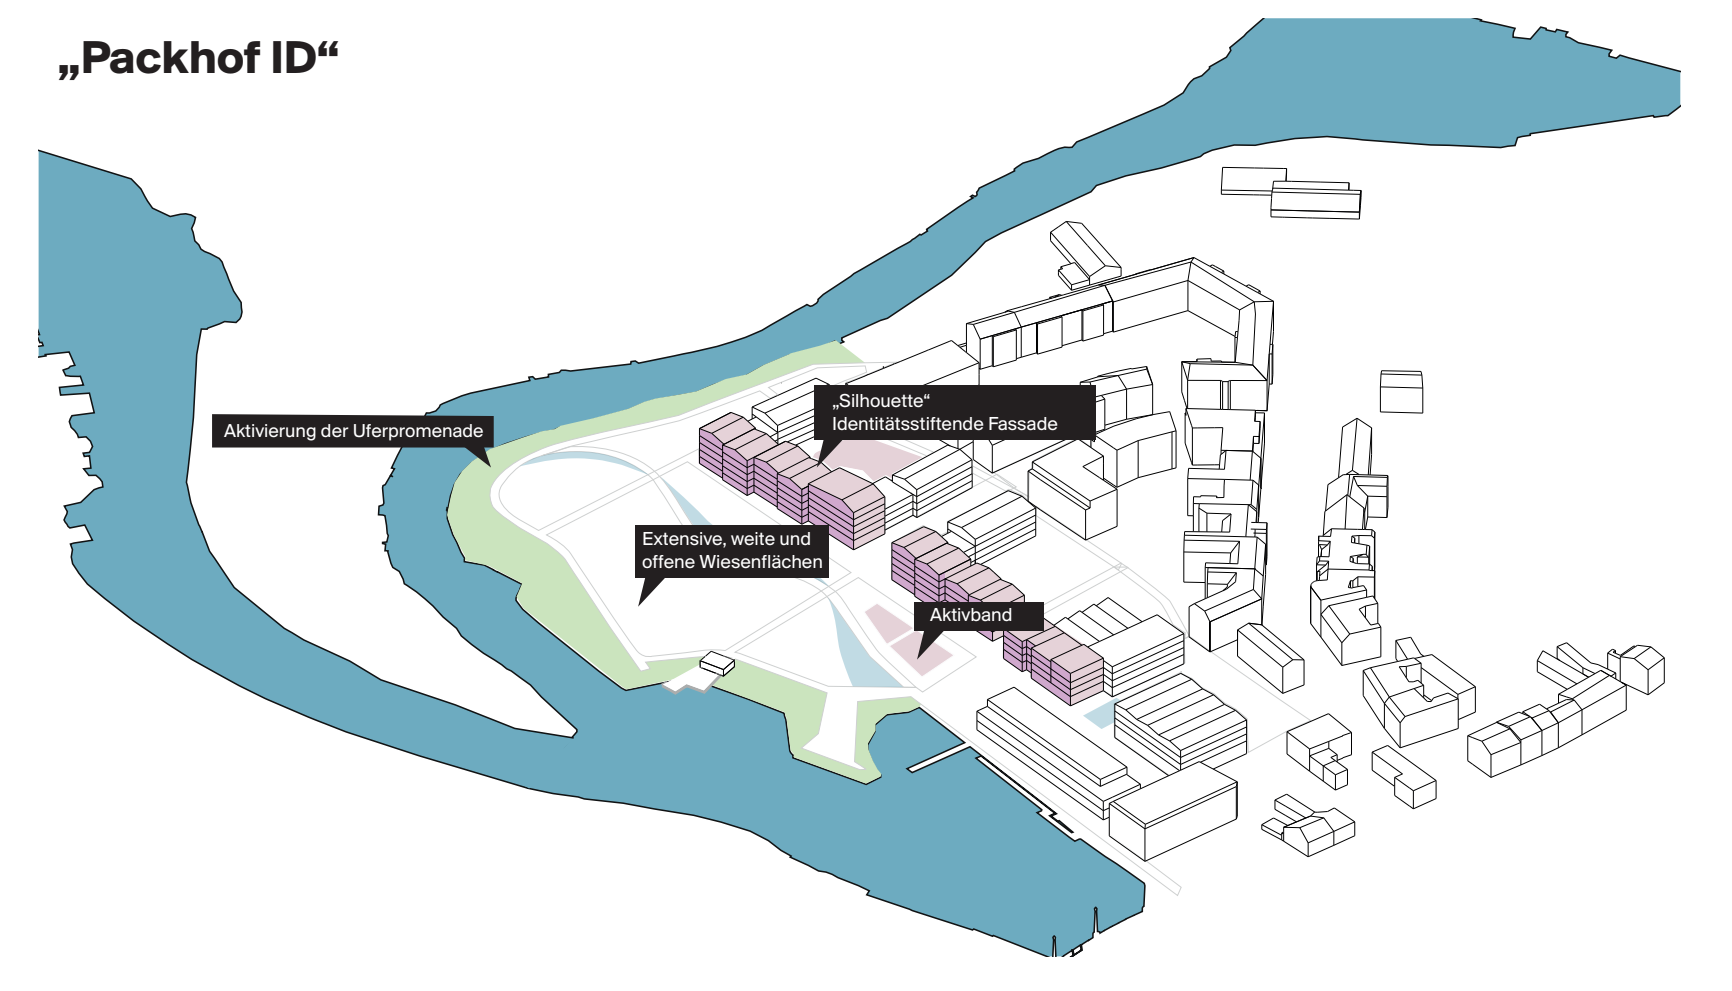 „Packhof ID“
„Silhouette“
Identitätsstiftende Fassade
Aktivierung der Uferpromenade
Extensive, weite und
offene Wiesenflächen
Aktivband